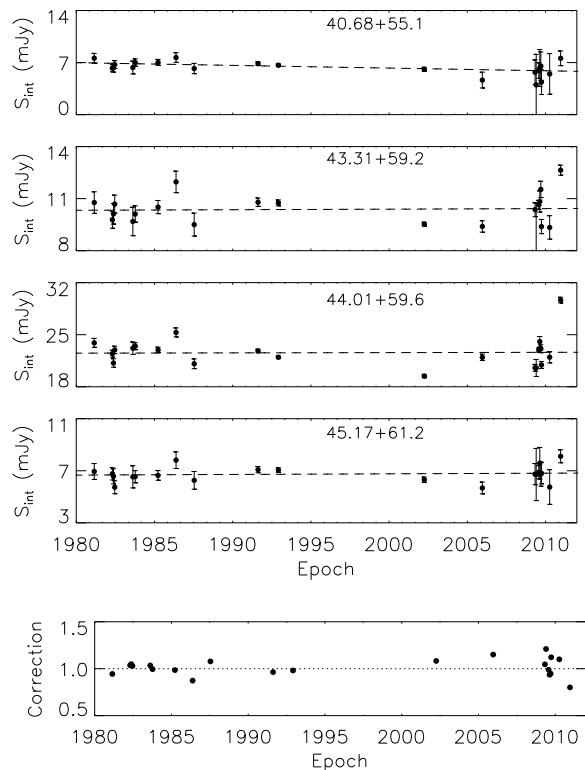 40.68+55.1
14
7
0
S_int (mJy)
43.31+59.2
14
11
8
S_int (mJy)
44.01+59.6
32
25
18
S_int (mJy)
45.17+61.2
11
7
3
S_int (mJy)
1980 1985 1990 1995 2000 2005 2010
Epoch
1.5
1.0
0.5
Correction
1980 1985 1990 1995 2000 2005 2010
Epoch